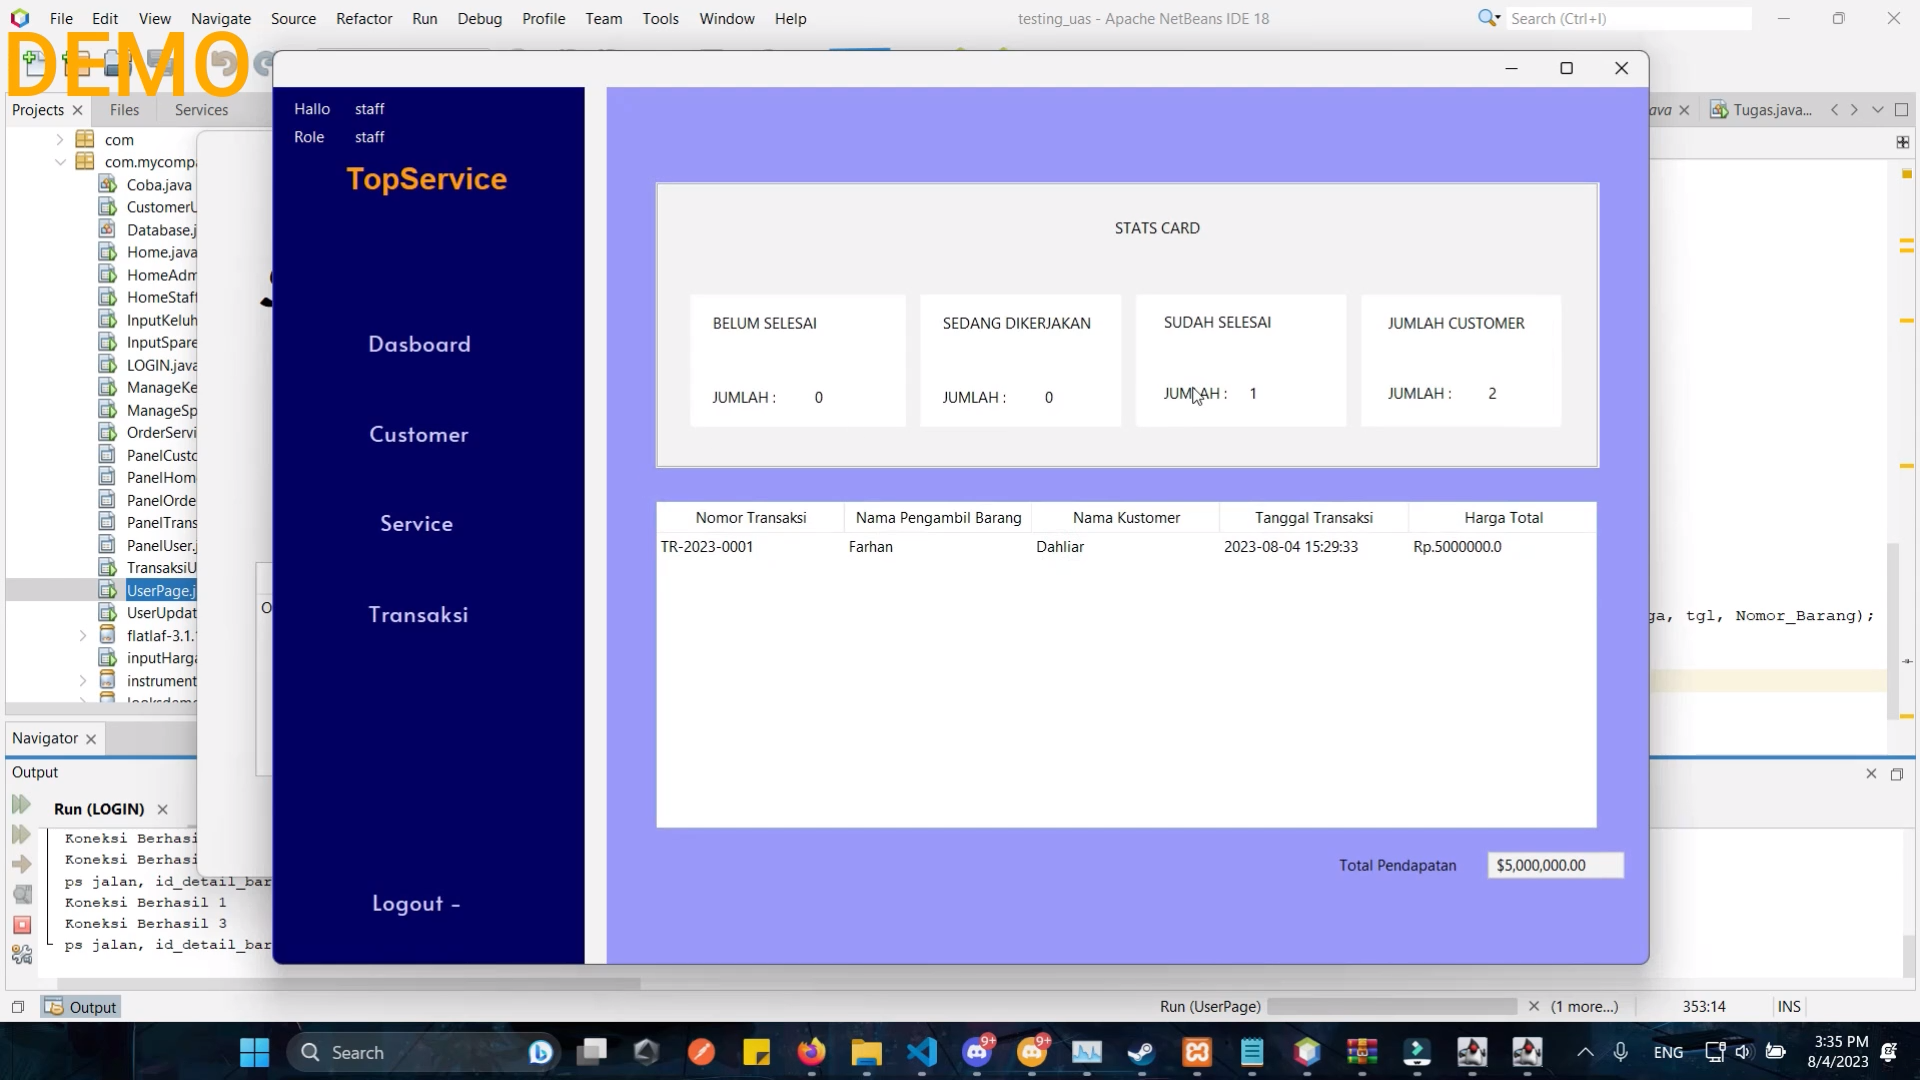 File Edit View Navigate Source Refactor Run Debug Profile Team Tools Window Help
testing_uas - Apache NetBeans IDE 18
Search (Ctrl+I)
DEMO
Projects Files Services
Tugas.java...
com
com.mycompa
Coba.java
CustomerU
Database.j
Home.java
HomeAdm
HomeStaff
InputKeluh
InputSpare
LOGIN.java
ManageKe
ManageSp
OrderServi
PanelCusto
PanelHom
PanelOrde
PanelTrans
PanelUser.j
TransaksiU
UserPage.j
UserUpdat
flatlaf-3.1.
inputHarga
instrument
Navigator
Output
Run (LOGIN)
Koneksi Berhasi
Koneksi Berhasi
ps jalan, id_detail_bar
Koneksi Berhasil 1
Koneksi Berhasil 3
ps jalan, id_detail_bar
Hallo staff
Role staff
TopService
Dasboard
Customer
Service
Transaksi
Logout -
STATS CARD
BELUM SELESAI
JUMLAH : 0
SEDANG DIKERJAKAN
JUMLAH : 0
SUDAH SELESAI
JUMLAH : 1
JUMLAH CUSTOMER
JUMLAH : 2
Nomor Transaksi Nama Pengambil Barang Nama Kustomer Tanggal Transaksi Harga Total
TR-2023-0001 Farhan Dahliar 2023-08-04 15:29:33 Rp.5000000.0
Total Pendapatan $5,000,000.00
ga, tgl, Nomor_Barang);
Output
Run (UserPage) (1 more...) 353:14 INS
Search
9+ 9+
ENG
3:35 PM
8/4/2023